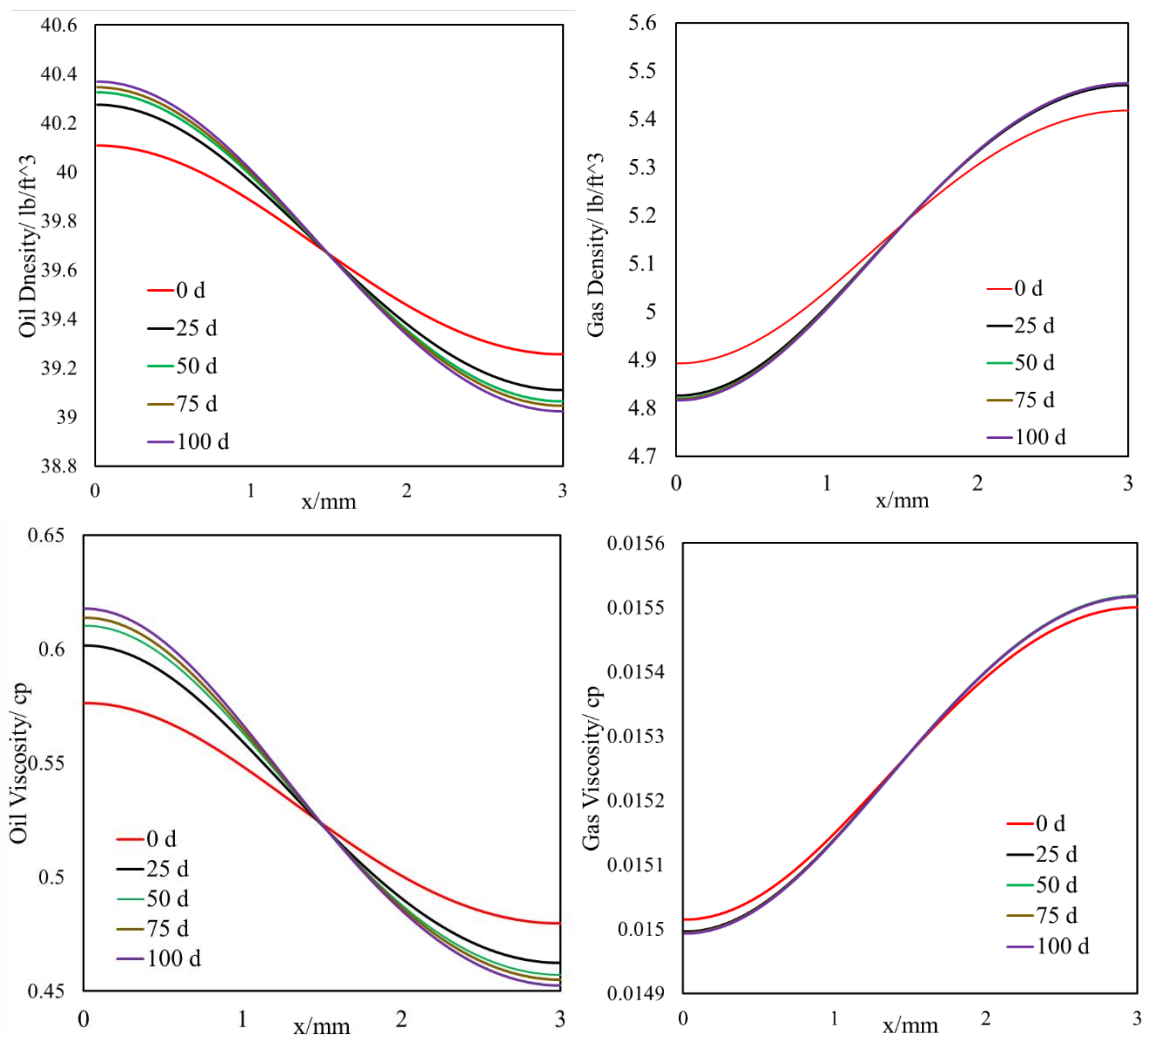 Oil Dnesity/ lb/ft^3
40.6
40.4
40.2
40
39.8
39.6
39.4
39.2
39
38.8
0 d
25 d
50 d
75 d
100 d
0 1 2 3
x/mm
Gas Density/ lb/ft^3
5.6
5.5
5.4
5.3
5.2
5.1
5
4.9
4.8
4.7
0 d
25 d
50 d
75 d
100 d
0 1 2 3
x/mm
Oil Viscosity/ cp
0.65
0.6
0.55
0.5
0.45
0 d
25 d
50 d
75 d
100 d
0 1 2 3
x/mm
Gas Viscosity/ cp
0.0156
0.0155
0.0154
0.0153
0.0152
0.0151
0.015
0.0149
0 d
25 d
50 d
75 d
100 d
0 1 2 3
x/mm